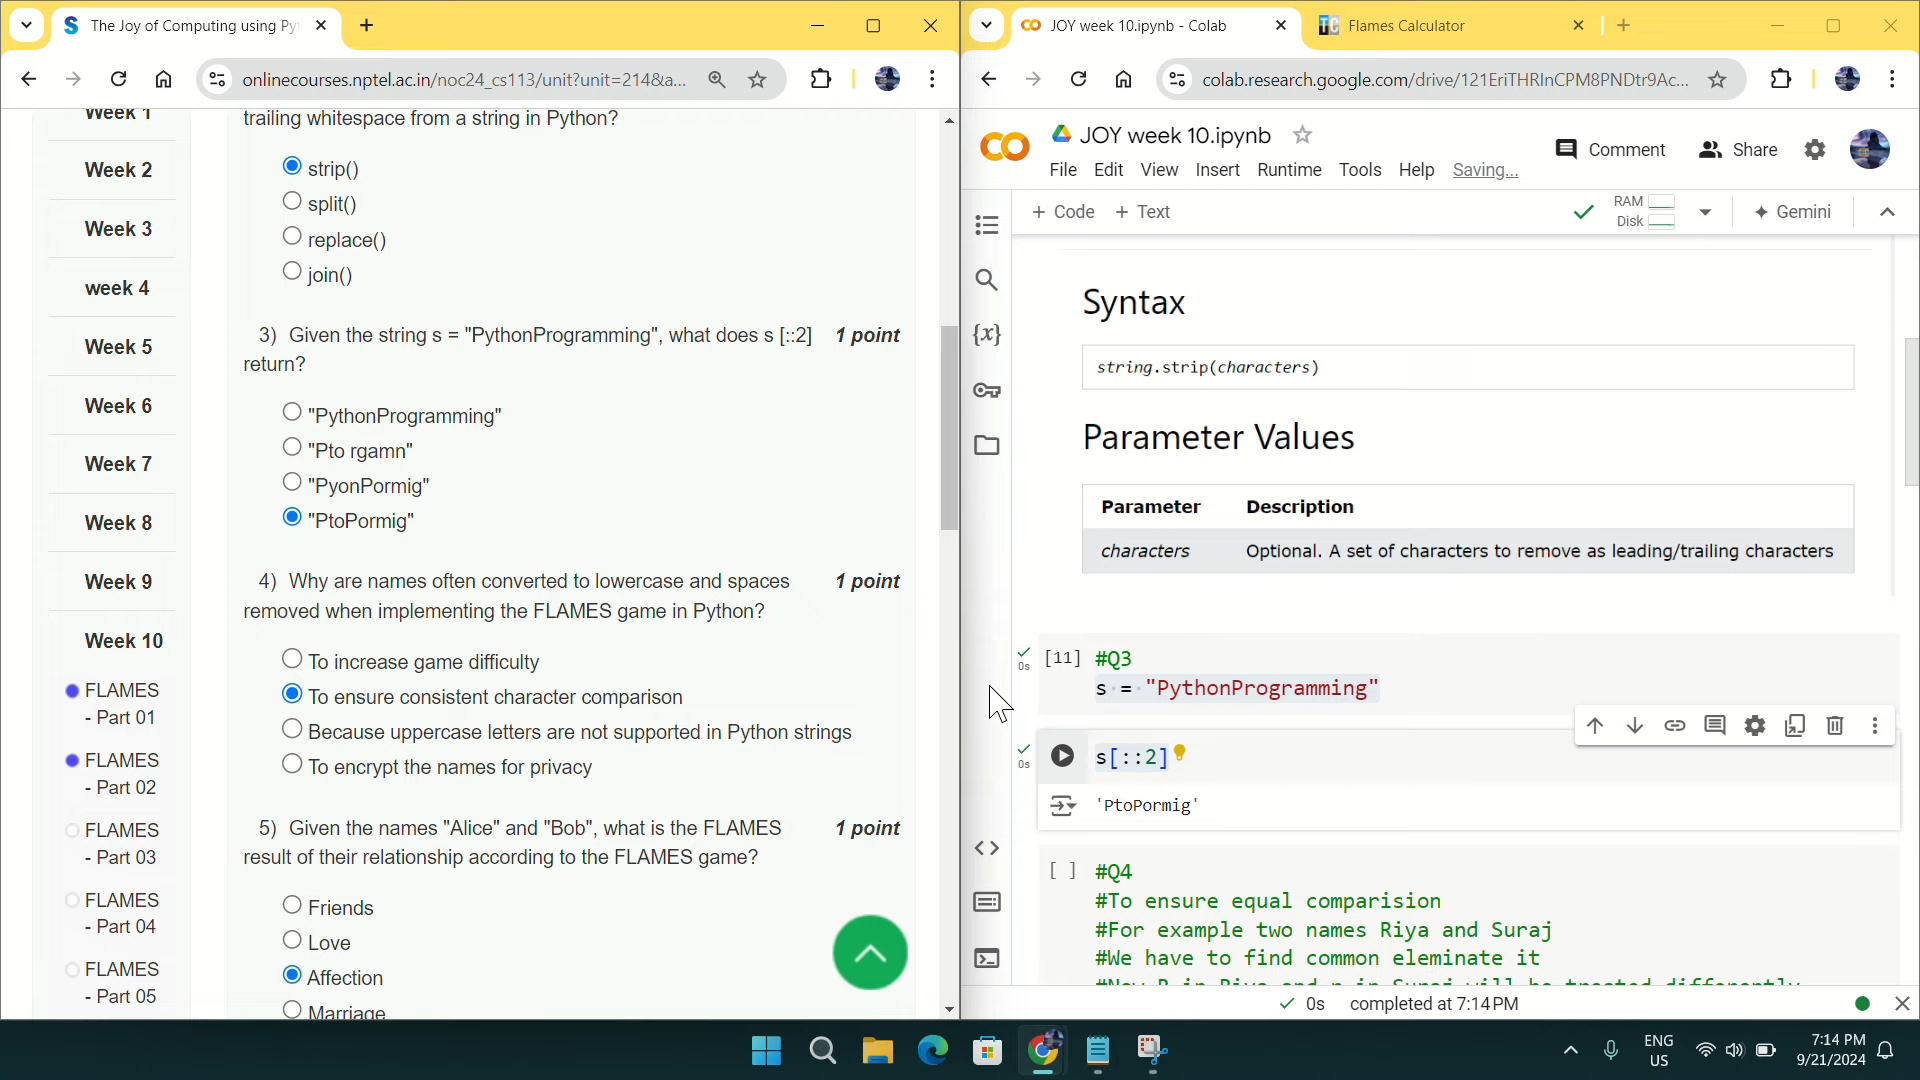 The Joy of Computing using Py
onlinecourses.nptel.ac.in/noc24_cs113/unit?unit=214&a...
Week 1
Week 2
Week 3
week 4
Week 5
Week 6
Week 7
Week 8
Week 9
Week 10
FLAMES
- Part 01
FLAMES
- Part 02
FLAMES
- Part 03
FLAMES
- Part 04
FLAMES
- Part 05
trailing whitespace from a string in Python?
strip()
split()
replace()
join()
3) Given the string s = "PythonProgramming", what does s [::2] 1 point
return?
"PythonProgramming"
"Pto rgamn"
"PyonPormig"
"PtoPormig"
4) Why are names often converted to lowercase and spaces 1 point
removed when implementing the FLAMES game in Python?
To increase game difficulty
To ensure consistent character comparison
Because uppercase letters are not supported in Python strings
To encrypt the names for privacy
5) Given the names "Alice" and "Bob", what is the FLAMES 1 point
result of their relationship according to the FLAMES game?
Friends
Love
Affection
Marriage
JOY week 10.ipynb - Colab
Flames Calculator
colab.research.google.com/drive/121EriTHRInCPM8PNDtr9Ac...
JOY week 10.ipynb
File Edit View Insert Runtime Tools Help Saving...
Comment Share
+ Code + Text
RAM
Disk
Gemini
Syntax
string.strip(characters)
Parameter Values
Parameter Description
characters Optional. A set of characters to remove as leading/trailing characters
0s [11] #Q3
s = "PythonProgramming"
0s s[::2]
'PtoPormig'
[ ] #Q4
#To ensure equal comparision
#For example two names Riya and Suraj
#We have to find common eleminate it
#Now R in Riya and r in Suraj will be treated differently
0s completed at 7:14 PM
ENG
US
7:14 PM
9/21/2024